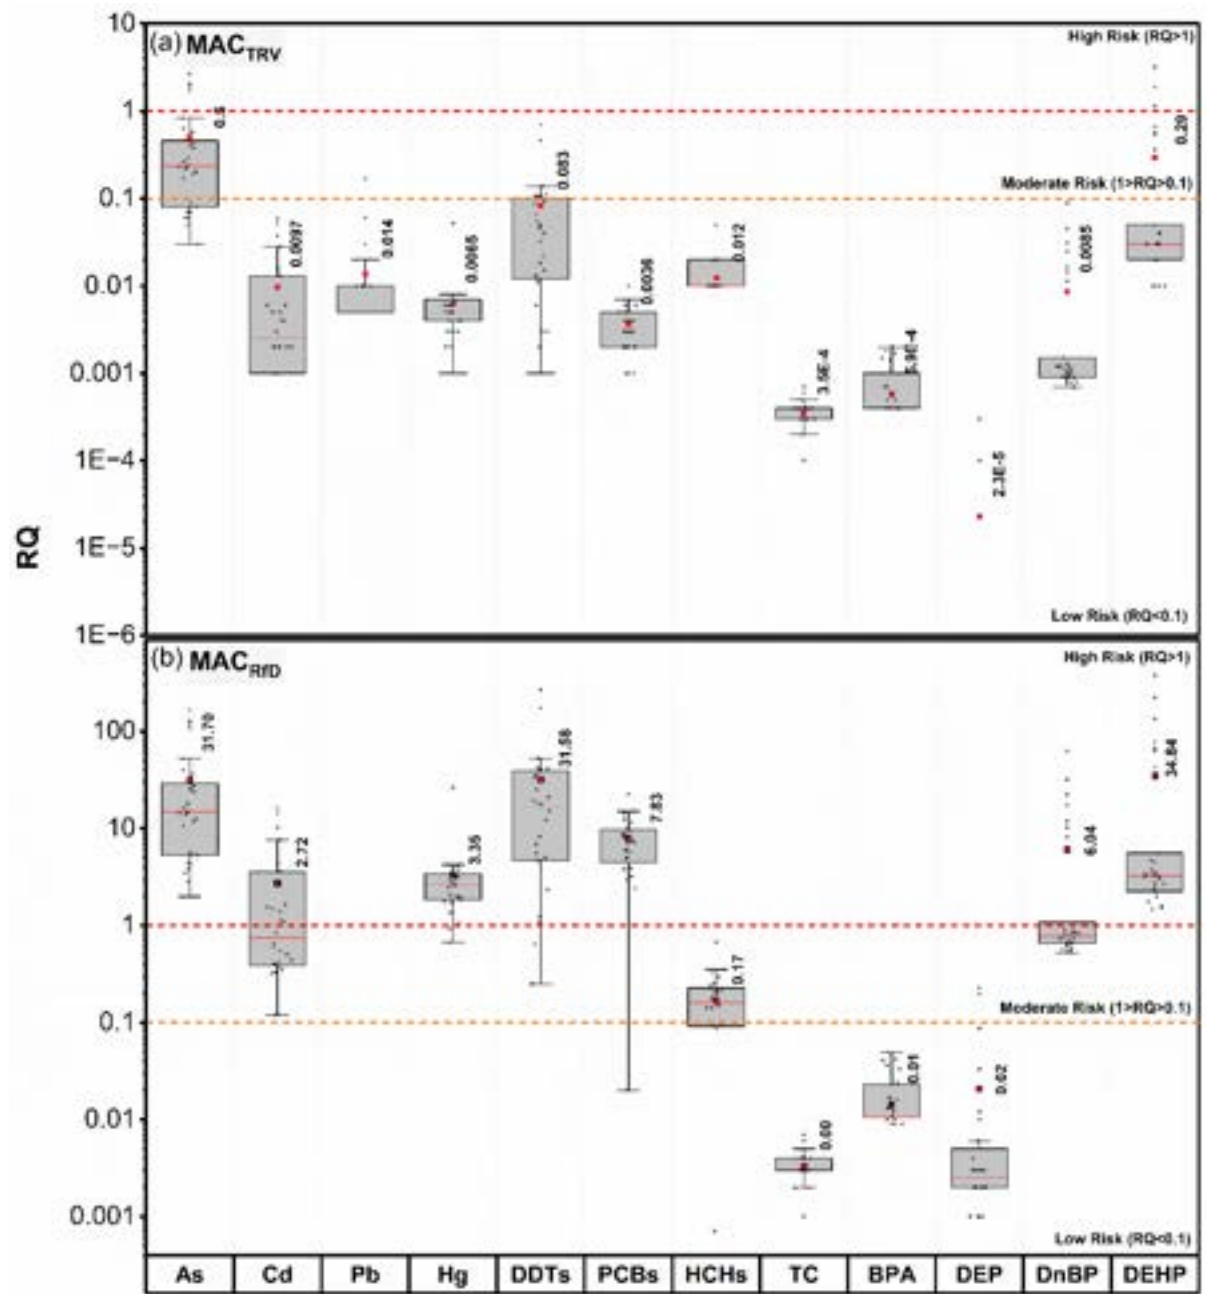 (a) MAC_TRV
High Risk (RQ>1)
10
1
0.1
0.01
0.001
1E−4
1E−5
1E−6
0.5
0.0097
0.014
0.0065
0.083
0.0036
0.012
3.5E-4
5.9E-4
2.3E-5
0.0085
0.29
Moderate Risk (1>RQ>0.1)
Low Risk (RQ<0.1)
RQ
(b) MAC_RfD
High Risk (RQ>1)
100
10
1
0.1
0.01
0.001
31.70
2.72
3.35
31.58
7.83
0.17
0.00
0.01
0.02
6.04
34.84
Moderate Risk (1>RQ>0.1)
Low Risk (RQ<0.1)
As Cd Pb Hg DDTs PCBs HCHs TC BPA DEP DnBP DEHP